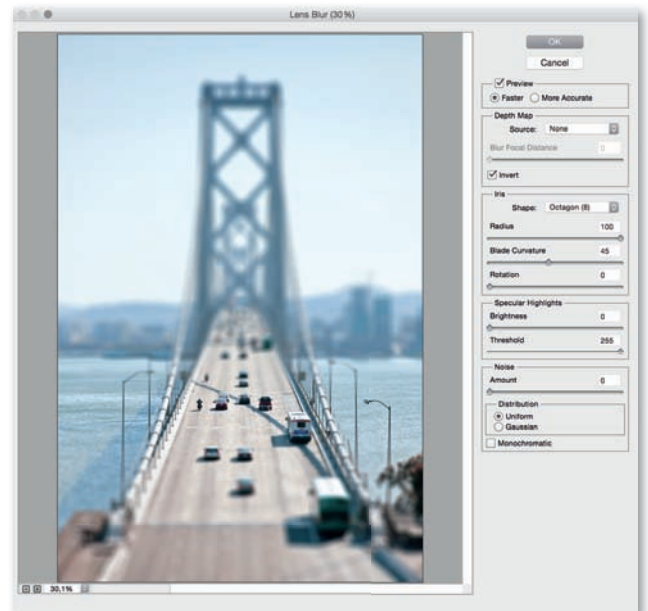 Lens Blur (30 %)
OK
Cancel
Preview
Faster More Accurate
Depth Map
Source: None
Blur Focal Distance 0
Invert
Iris
Shape: Octagon (8)
Radius 100
Blade Curvature 45
Rotation 0
Specular Highlights
Brightness 0
Threshold 255
Noise
Amount 0
Distribution
Uniform
Gaussian
Monochromatic
30,1%